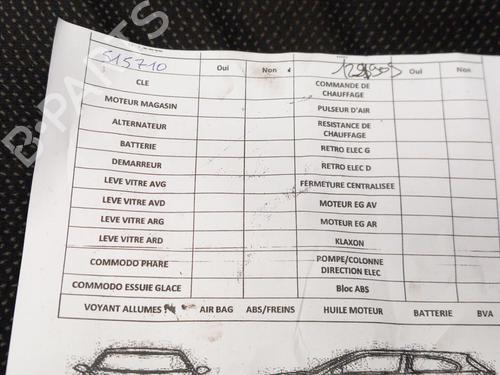 515710 Oui Non Oui Non
CLE COMMANDE DE CHAUFFAGE
MOTEUR MAGASIN PULSEUR D'AIR
ALTERNATEUR RESISTANCE DE CHAUFFAGE
BATTERIE RETRO ELEC G
DEMARREUR RETRO ELEC D
LEVE VITRE AVG FERMETURE CENTRALISEE
LEVE VITRE AVD MOTEUR EG AV
LEVE VITRE ARG MOTEUR EG AR
LEVE VITRE ARD KLAXON
COMMODO PHARE POMPE/COLONNE DIRECTION ELEC
COMMODO ESSUIE GLACE Bloc ABS
VOYANT ALLUMES AIR BAG ABS/FREINS HUILE MOTEUR BATTERIE BVA
B-PARTS